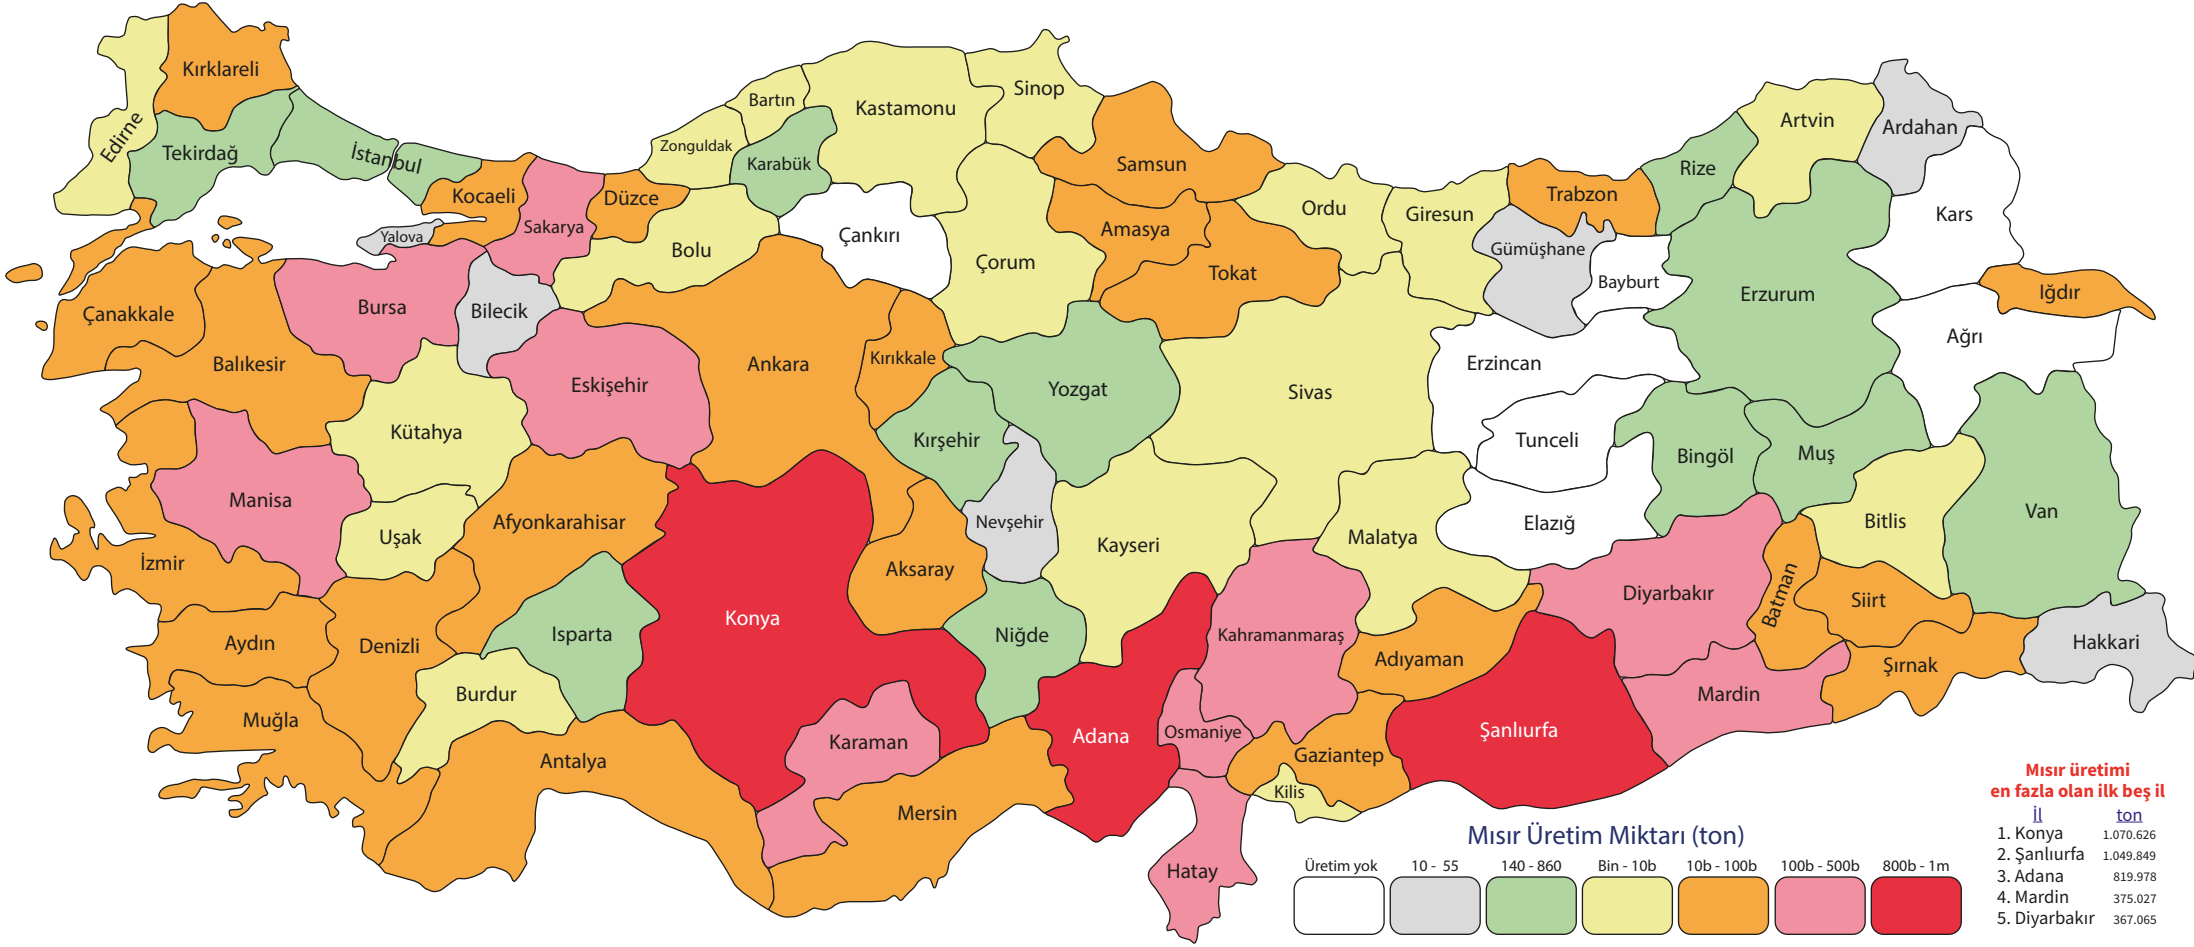 Kırklareli
Edirne
Tekirdağ
İstanbul
Kocaeli
Yalova
Sakarya
Düzce
Zonguldak
Bartın
Karabük
Kastamonu
Sinop
Samsun
Çankırı
Bolu
Çorum
Amasya
Tokat
Ordu
Giresun
Trabzon
Gümüşhane
Bayburt
Rize
Artvin
Ardahan
Kars
Iğdır
Ağrı
Erzurum
Erzincan
Tunceli
Çanakkale
Balıkesir
Bursa
Bilecik
Eskişehir
Kütahya
Ankara
Kırıkkale
Kırşehir
Yozgat
Sivas
Nevşehir
Kayseri
Malatya
Elazığ
Bingöl
Muş
Bitlis
Van
Manisa
Uşak
İzmir
Afyonkarahisar
Konya
Aksaray
Niğde
Isparta
Aydın
Denizli
Burdur
Muğla
Antalya
Karaman
Mersin
Adana
Osmaniye
Kahramanmaraş
Adıyaman
Gaziantep
Kilis
Hatay
Şanlıurfa
Diyarbakır
Mardin
Batman
Siirt
Şırnak
Hakkari
Mısır Üretim Miktarı (ton)
Üretim yok 10 - 55 140 - 860 Bin - 10b 10b - 100b 100b - 500b 800b - 1m
Mısır üretimi
en fazla olan ilk beş il
İl ton
1. Konya 1.070.626
2. Şanlıurfa 1.049.849
3. Adana 819.978
4. Mardin 375.027
5. Diyarbakır 367.065